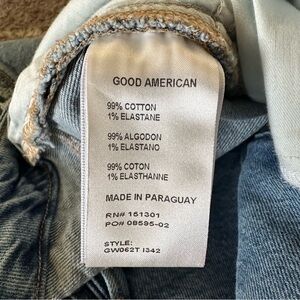 GOOD AMERICAN
99% COTTON
1% ELASTANE
99% ALGODON
1% ELASTANO
99% COTON
1% ELASTHANNE
MADE IN PARAGUAY
RN# 151301
PO# 08595-02
STYLE:
GW062T I342